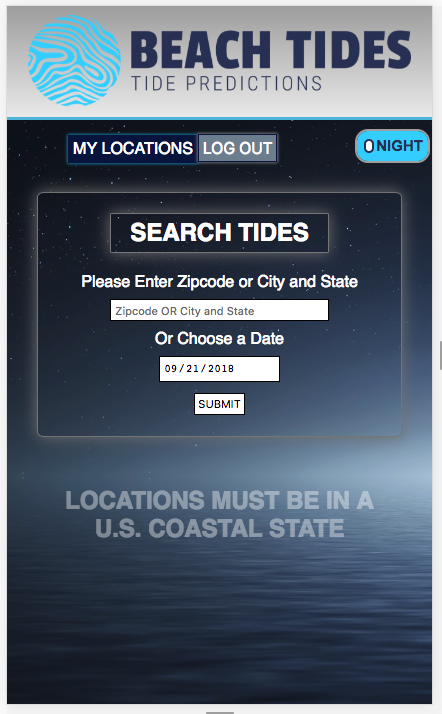 BEACH TIDES
TIDE PREDICTIONS
MY LOCATIONS LOG OUT NIGHT
SEARCH TIDES
Please Enter Zipcode or City and State
Zipcode OR City and State
Or Choose a Date
09/21/2018
SUBMIT
LOCATIONS MUST BE IN A
U.S. COASTAL STATE